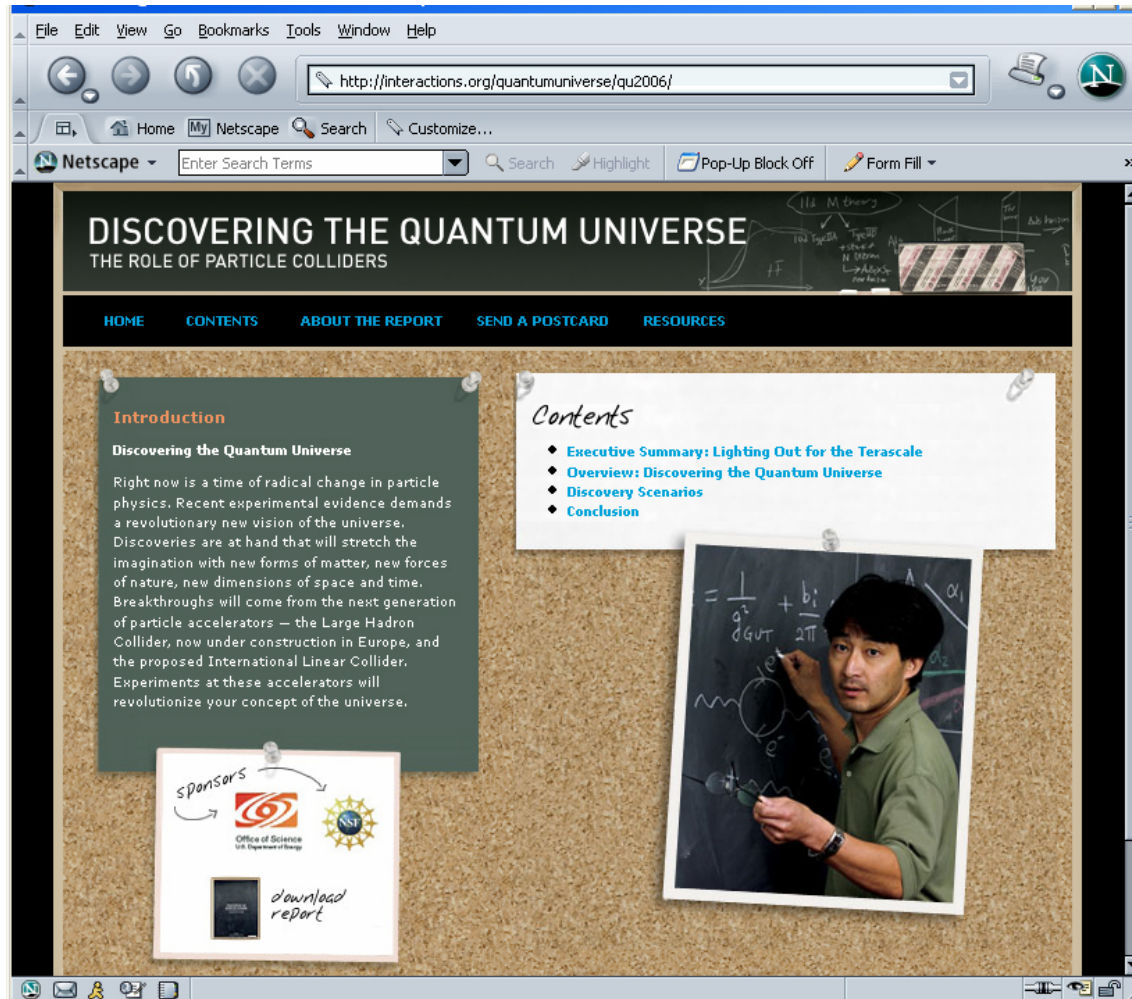 File Edit View Go Bookmarks Tools Window Help
http://interactions.org/quantumuniverse/qu2006/
N
Home My Netscape Search Customize...
Netscape Enter Search Terms Search Highlight Pop-Up Block Off Form Fill »
DISCOVERING THE QUANTUM UNIVERSE
THE ROLE OF PARTICLE COLLIDERS
11d M theory
HOME CONTENTS ABOUT THE REPORT SEND A POSTCARD RESOURCES
Introduction
Discovering the Quantum Universe
Right now is a time of radical change in particle
physics. Recent experimental evidence demands
a revolutionary new vision of the universe.
Discoveries are at hand that will stretch the
imagination with new forms of matter, new forces
of nature, new dimensions of space and time.
Breakthroughs will come from the next generation
of particle accelerators — the Large Hadron
Collider, now under construction in Europe, and
the proposed International Linear Collider.
Experiments at these accelerators will
revolutionize your concept of the universe.
sponsors
Office of Science
U.S. Department of Energy
NSF
download
report
Contents
Executive Summary: Lighting Out for the Terascale
Overview: Discovering the Quantum Universe
Discovery Scenarios
Conclusion